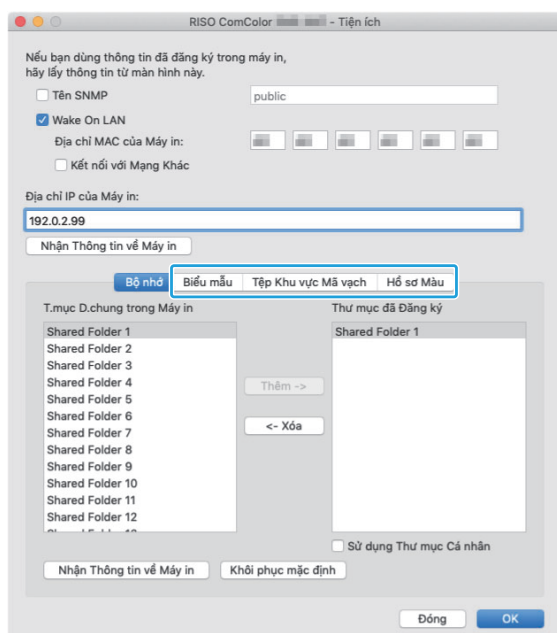 RISO ComColor - Tiện ích
Nếu bạn dùng thông tin đã đăng ký trong máy in,
hãy lấy thông tin từ màn hình này.
Tên SNMP
public
Wake On LAN
Địa chỉ MAC của Máy in:
Kết nối với Mạng Khác
Địa chỉ IP của Máy in:
192.0.2.99
Nhận Thông tin về Máy in
Bộ nhớ Biểu mẫu Tệp Khu vực Mã vạch Hồ sơ Màu
T.mục D.chung trong Máy in
Thư mục đã Đăng ký
Shared Folder 1
Shared Folder 1
Shared Folder 2
Shared Folder 3
Shared Folder 4
Thêm ->
Shared Folder 5
Shared Folder 6
<- Xóa
Shared Folder 7
Shared Folder 8
Shared Folder 9
Shared Folder 10
Shared Folder 11
Shared Folder 12
Sử dụng Thư mục Cá nhân
Nhận Thông tin về Máy in
Khôi phục mặc định
Đóng
OK